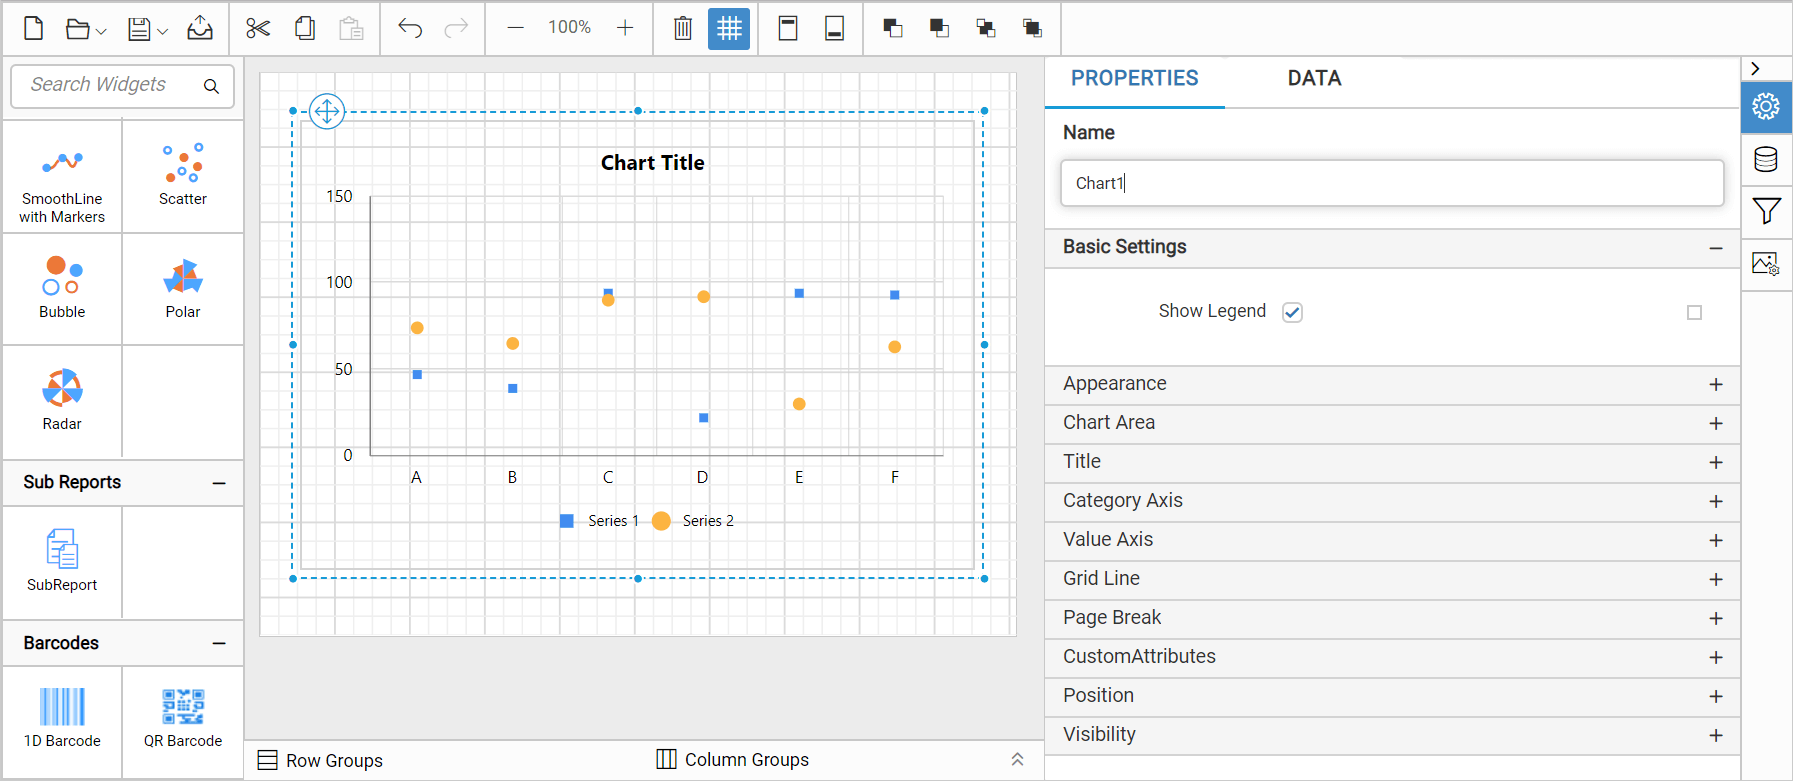 100%
Search Widgets
SmoothLine
with Markers
Scatter
Bubble
Polar
Radar
Sub Reports
SubReport
Barcodes
1D Barcode
QR Barcode
Chart Title
150
100
50
0
A B C D E F
Series 1 Series 2
Row Groups
Column Groups
PROPERTIES
DATA
Name
Chart1
Basic Settings
Show Legend
Appearance
Chart Area
Title
Category Axis
Value Axis
Grid Line
Page Break
CustomAttributes
Position
Visibility